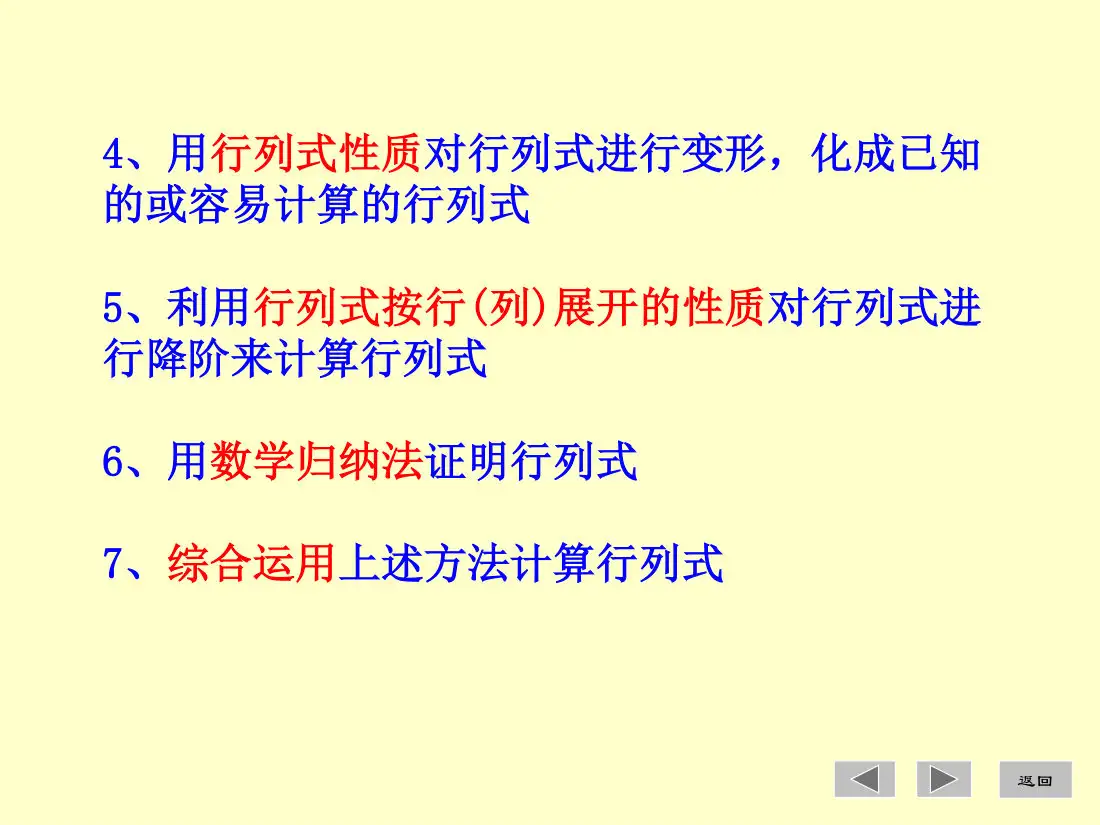 4、用行列式性质对行列式进行变形，化成已知
的或容易计算的行列式
5、利用行列式按行(列)展开的性质对行列式进
行降阶来计算行列式
6、用数学归纳法证明行列式
7、综合运用上述方法计算行列式
返回